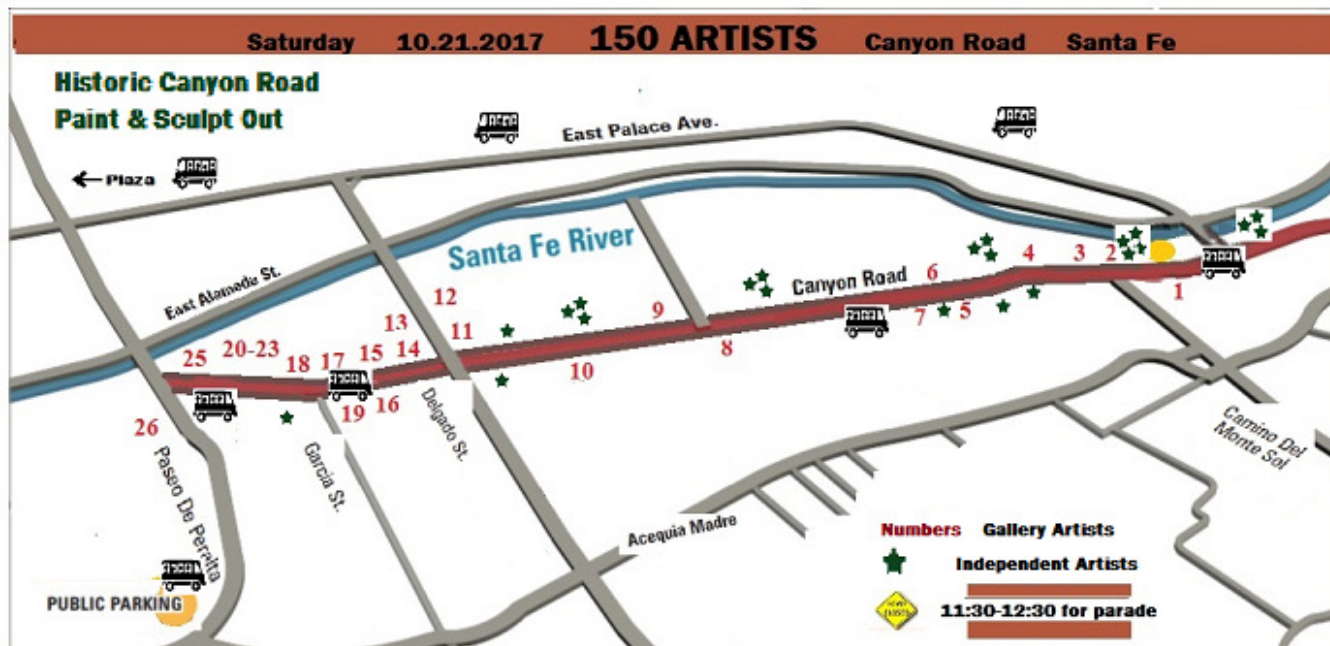 Saturday 10.21.2017 150 ARTISTS Canyon Road Santa Fe
Historic Canyon Road
Paint & Sculpt Out
East Palace Ave.
← Plaza
Santa Fe River
East Alameda St.
Canyon Road
1
2
3
4
5
6
7
8
9
10
11
12
13
14
15
16
17
18
19
20-23
25
26
Delgado St.
Garcia St.
Paseo De Peralta
Camino Del
Monte Sol
Acequia Madre
PUBLIC PARKING
Numbers Gallery Artists
Independent Artists
11:30-12:30 for parade